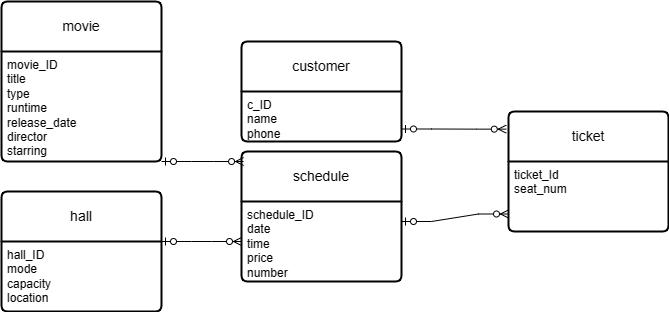 movie
movie_ID
title
type
runtime
release_date
director
starring
customer
c_ID
name
phone
ticket
ticket_Id
seat_num
schedule
schedule_ID
date
time
price
number
hall
hall_ID
mode
capacity
location